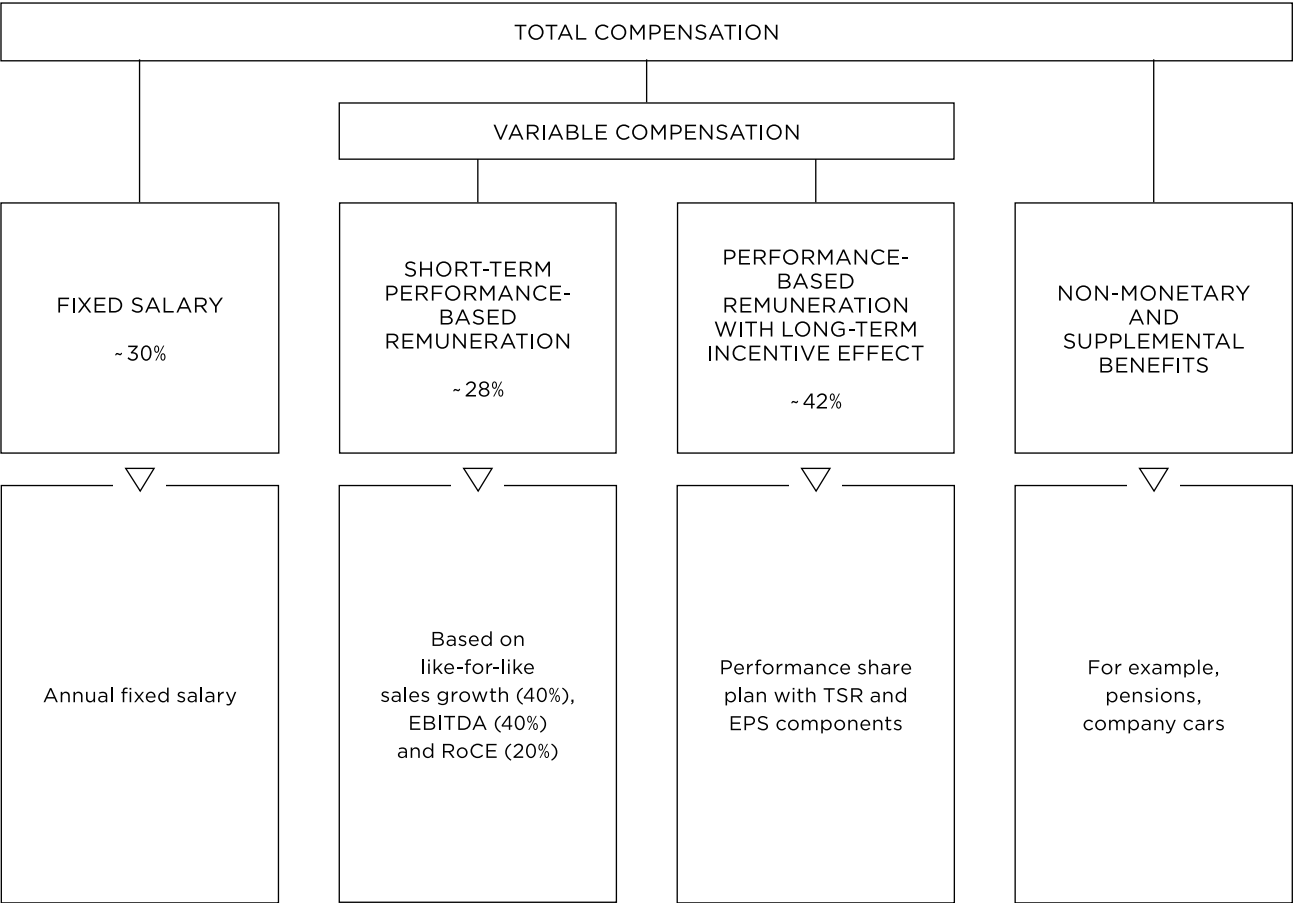 TOTAL COMPENSATION
VARIABLE COMPENSATION
FIXED SALARY
~ 30%
SHORT-TERM
PERFORMANCE-
BASED
REMUNERATION
~ 28%
PERFORMANCE-
BASED
REMUNERATION
WITH LONG-TERM
INCENTIVE EFFECT
~ 42%
NON-MONETARY
AND
SUPPLEMENTAL
BENEFITS
Annual fixed salary
Based on
like-for-like
sales growth (40%),
EBITDA (40%)
and RoCE (20%)
Performance share
plan with TSR and
EPS components
For example,
pensions,
company cars